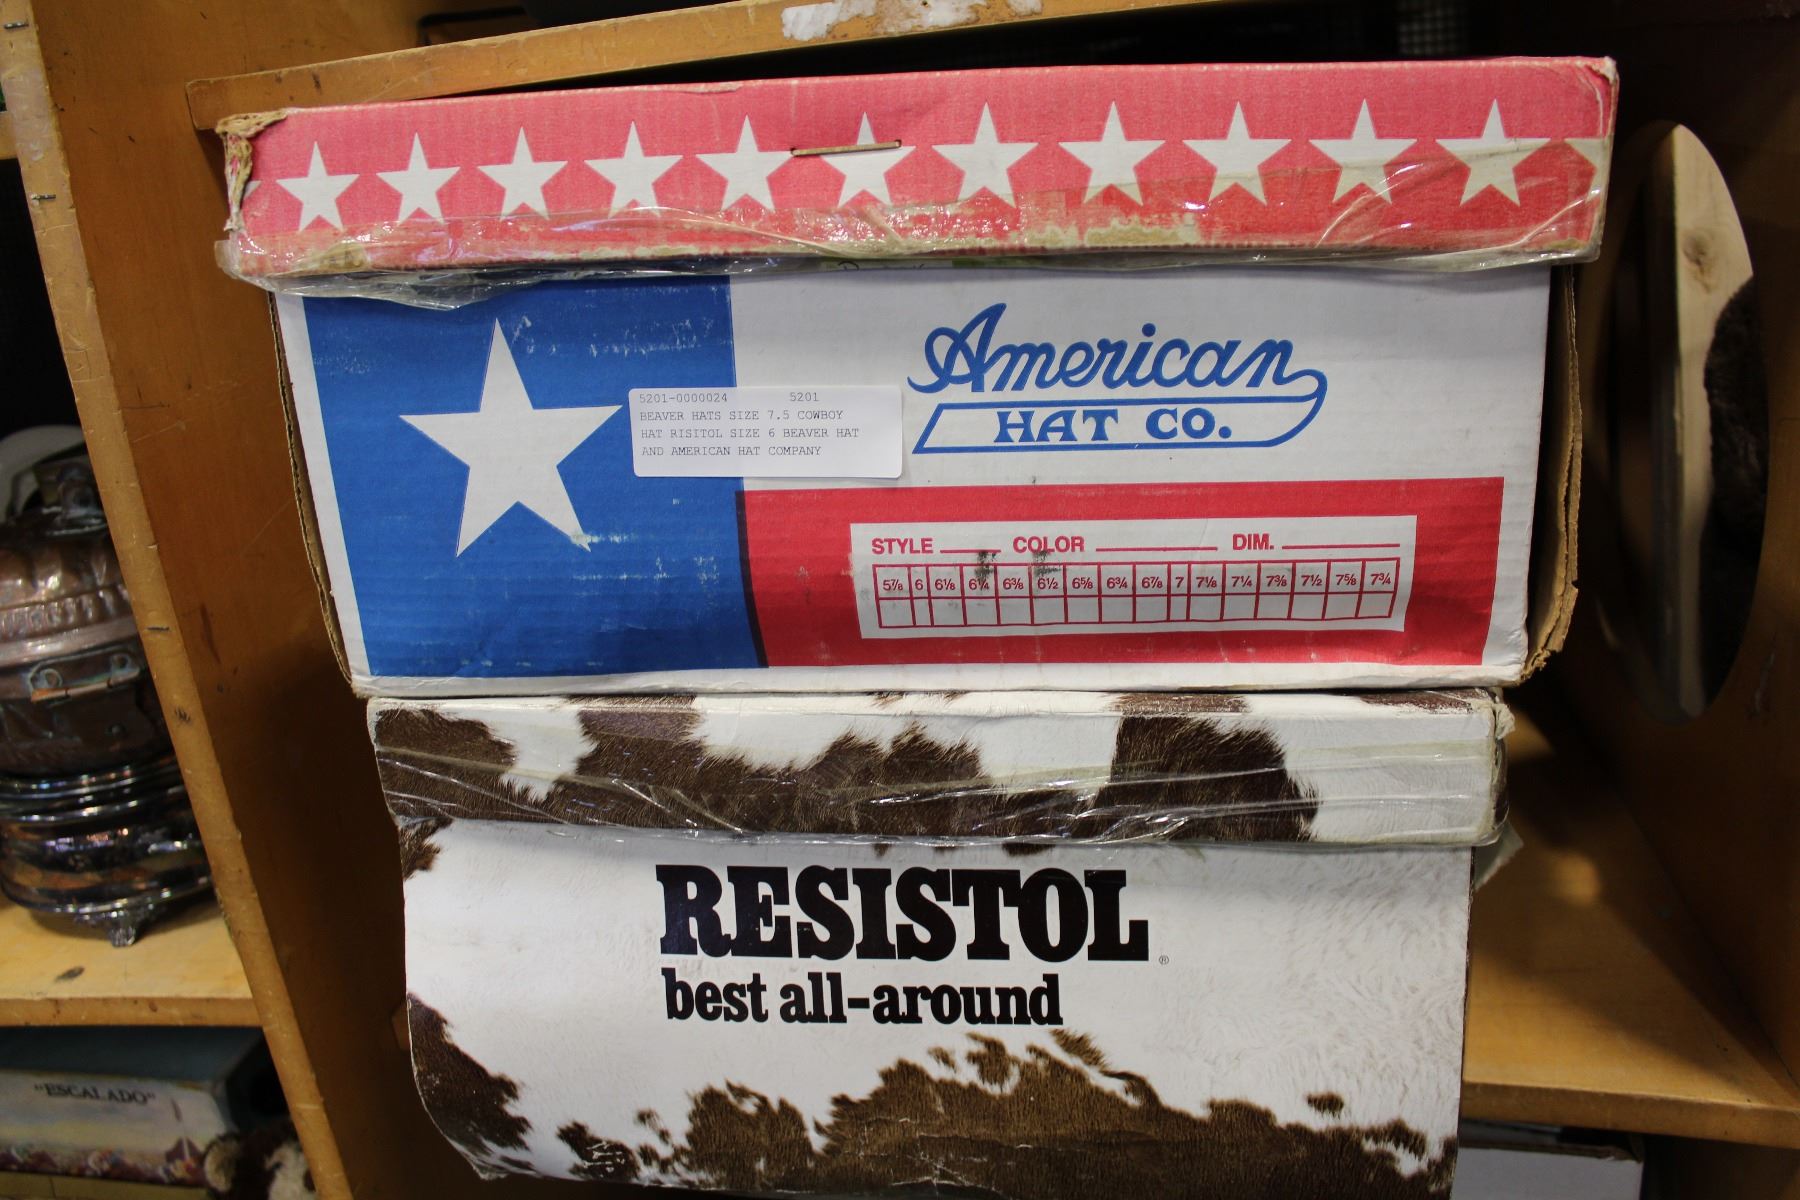 American
HAT CO.
5201-0000024 5201
BEAVER HATS SIZE 7.5 COWBOY
HAT RISITOL SIZE 6 BEAVER HAT
AND AMERICAN HAT COMPANY
STYLE COLOR DIM.
5⅞ 6 6⅛ 6¼ 6⅜ 6½ 6⅝ 6¾ 6⅞ 7 7⅛ 7¼ 7⅜ 7½ 7⅝ 7¾
RESISTOL®
best all-around
"ESCALADO"